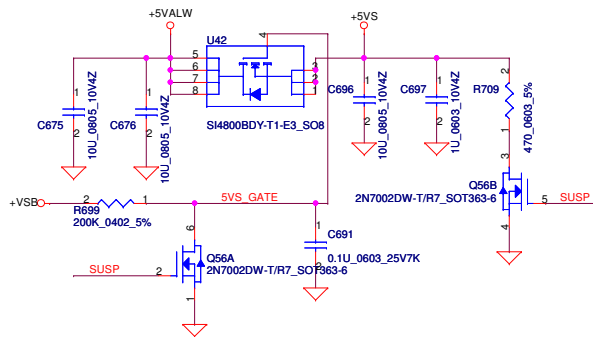 +5VALW
+5VS
U42
4
5
6
7
8
3
2
1
SI4800BDY-T1-E3_SO8
1
C675
2
10U_0805_10V4Z
1
C676
2
10U_0805_10V4Z
1
C696
2
10U_0805_10V4Z
1
C697
2
1U_0603_10V4Z
2
R709
1
470_0603_5%
3
Q56B
2N7002DW-T/R7_SOT363-6
5
SUSP
4
+VSB
2
1
R699
200K_0402_5%
5VS_GATE
6
Q56A
2N7002DW-T/R7_SOT363-6
SUSP
2
1
1
C691
0.1U_0603_25V7K
2